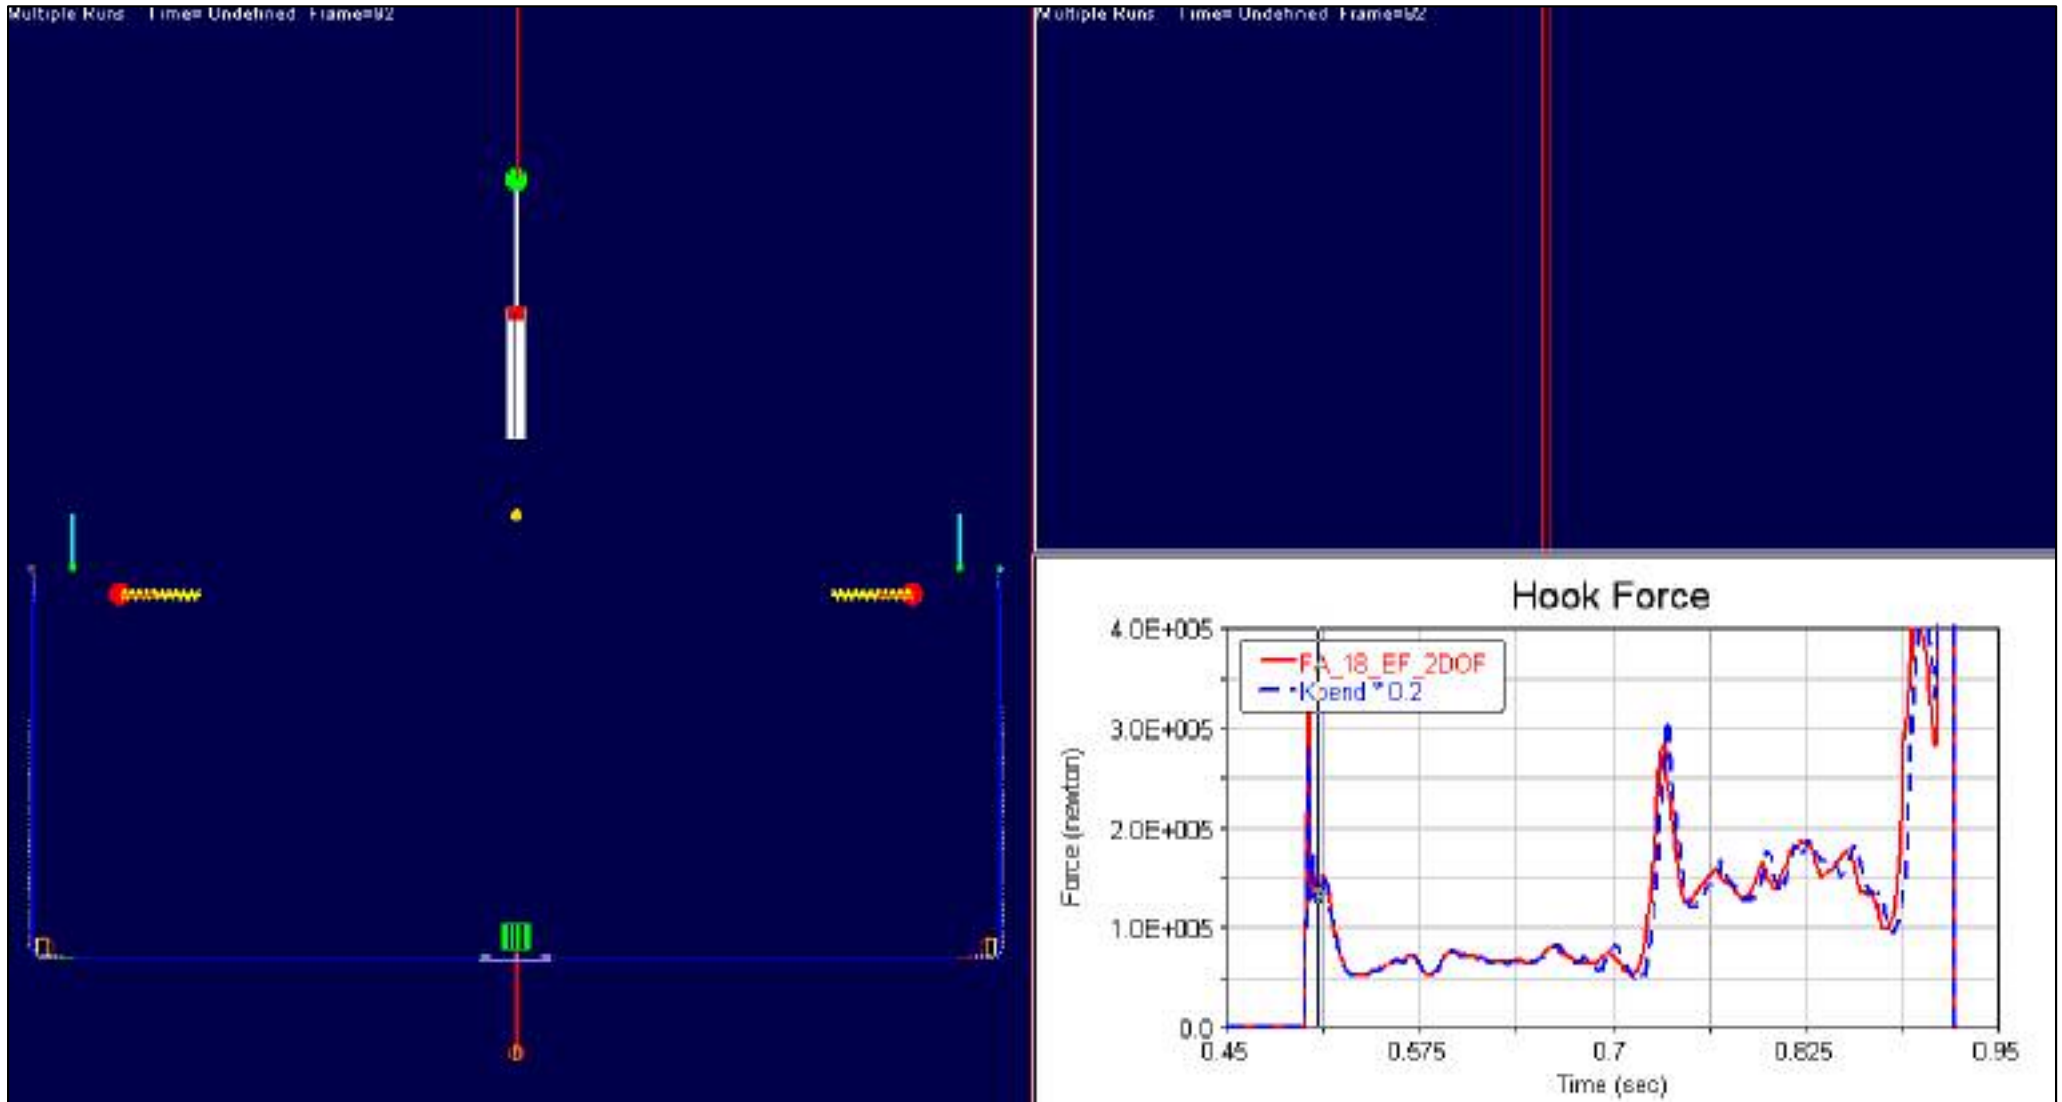 Multiple Runs Time= Undefined Frame=92
Multiple Runs Time= Undefined Frame=92
Hook Force
4.0E+005
FA_18_EF_2DOF
Kbend * 0.2
3.0E+005
2.0E+005
1.0E+005
0.0
Force (newton)
0.45 0.575 0.7 0.825 0.95
Time (sec)